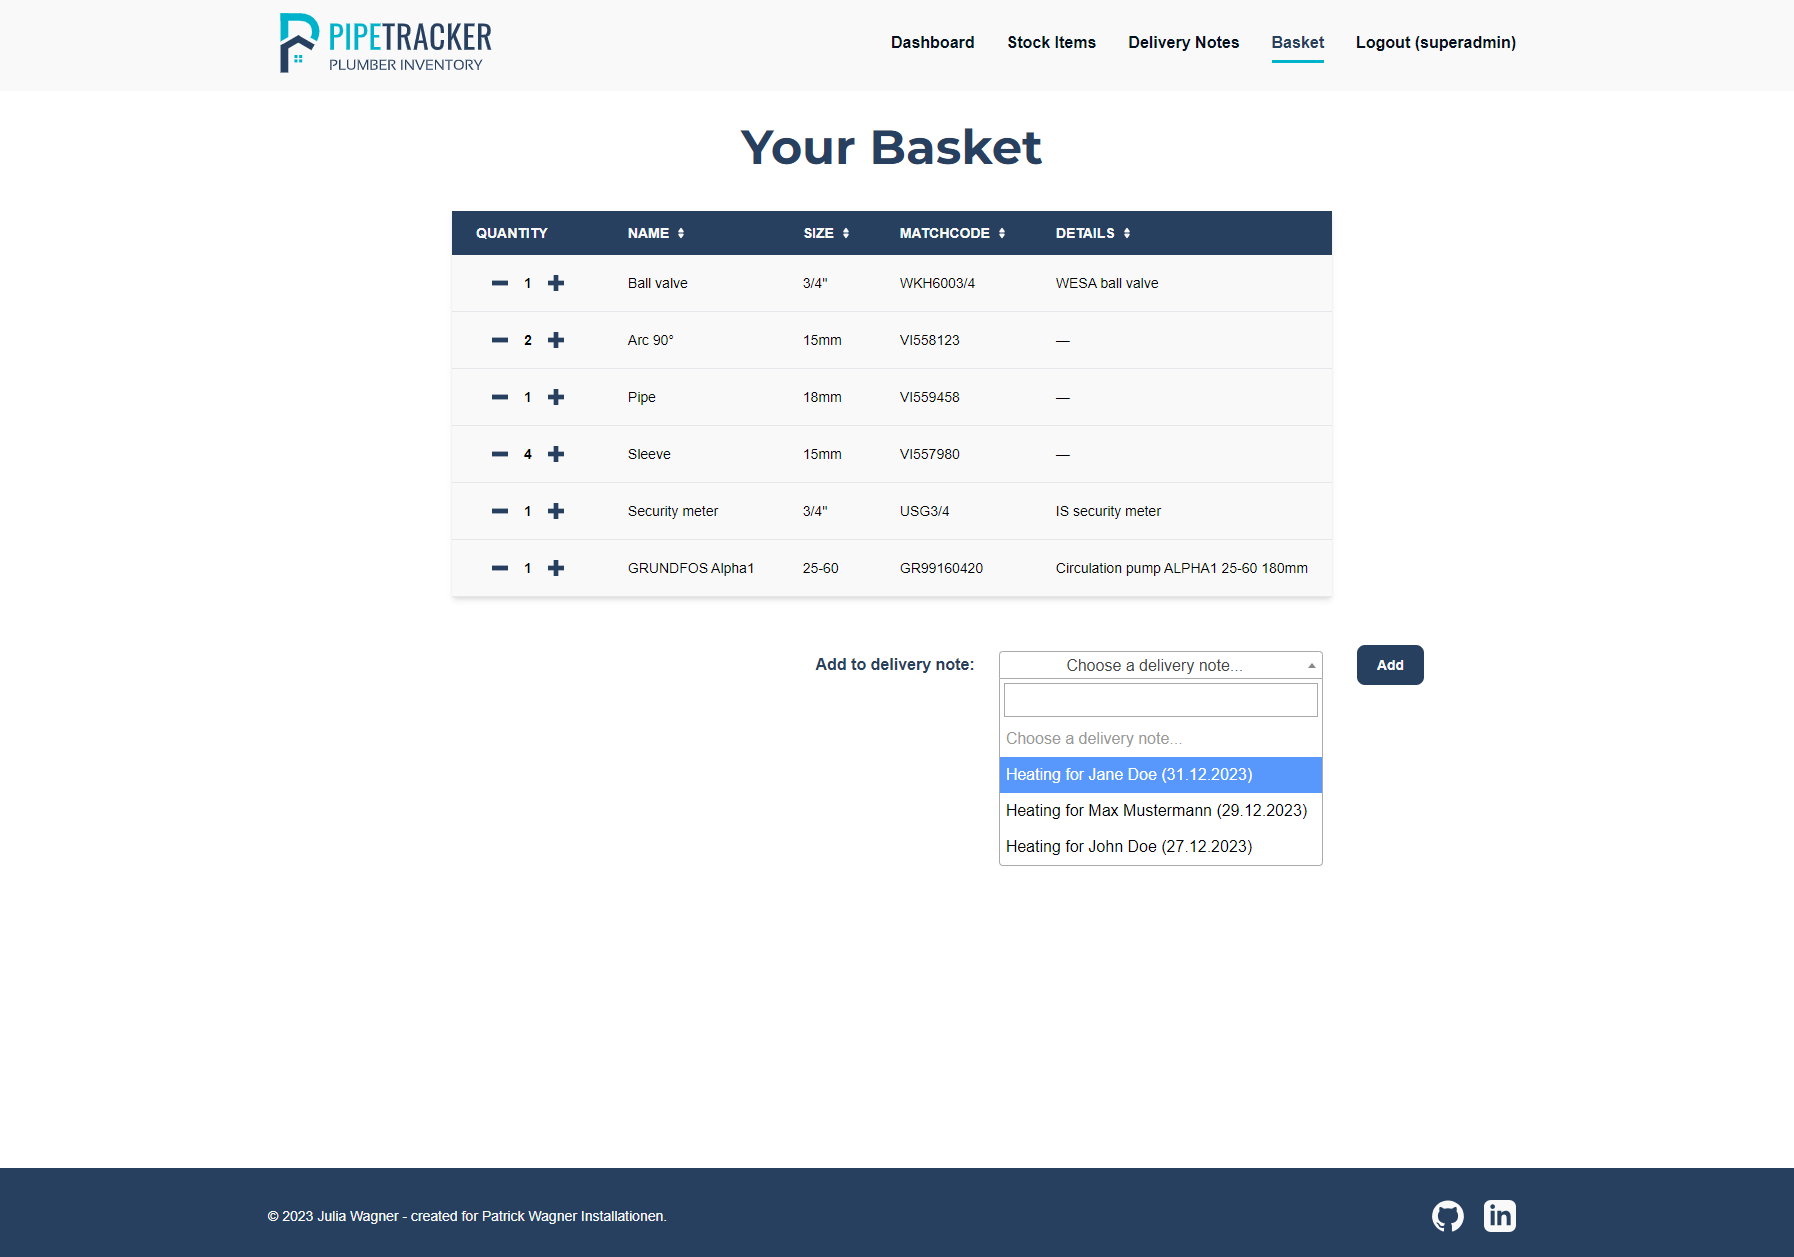 PIPETRACKER
PLUMBER INVENTORY
Dashboard Stock Items Delivery Notes Basket Logout (superadmin)
Your Basket
QUANTITY NAME SIZE MATCHCODE DETAILS
1 Ball valve 3/4" WKH6003/4 WESA ball valve
2 Arc 90° 15mm VI558123 —
1 Pipe 18mm VI559458 —
4 Sleeve 15mm VI557980 —
1 Security meter 3/4" USG3/4 IS security meter
1 GRUNDFOS Alpha1 25-60 GR99160420 Circulation pump ALPHA1 25-60 180mm
Add to delivery note: Choose a delivery note... Add
Choose a delivery note...
Heating for Jane Doe (31.12.2023)
Heating for Max Mustermann (29.12.2023)
Heating for John Doe (27.12.2023)
© 2023 Julia Wagner - created for Patrick Wagner Installationen. in